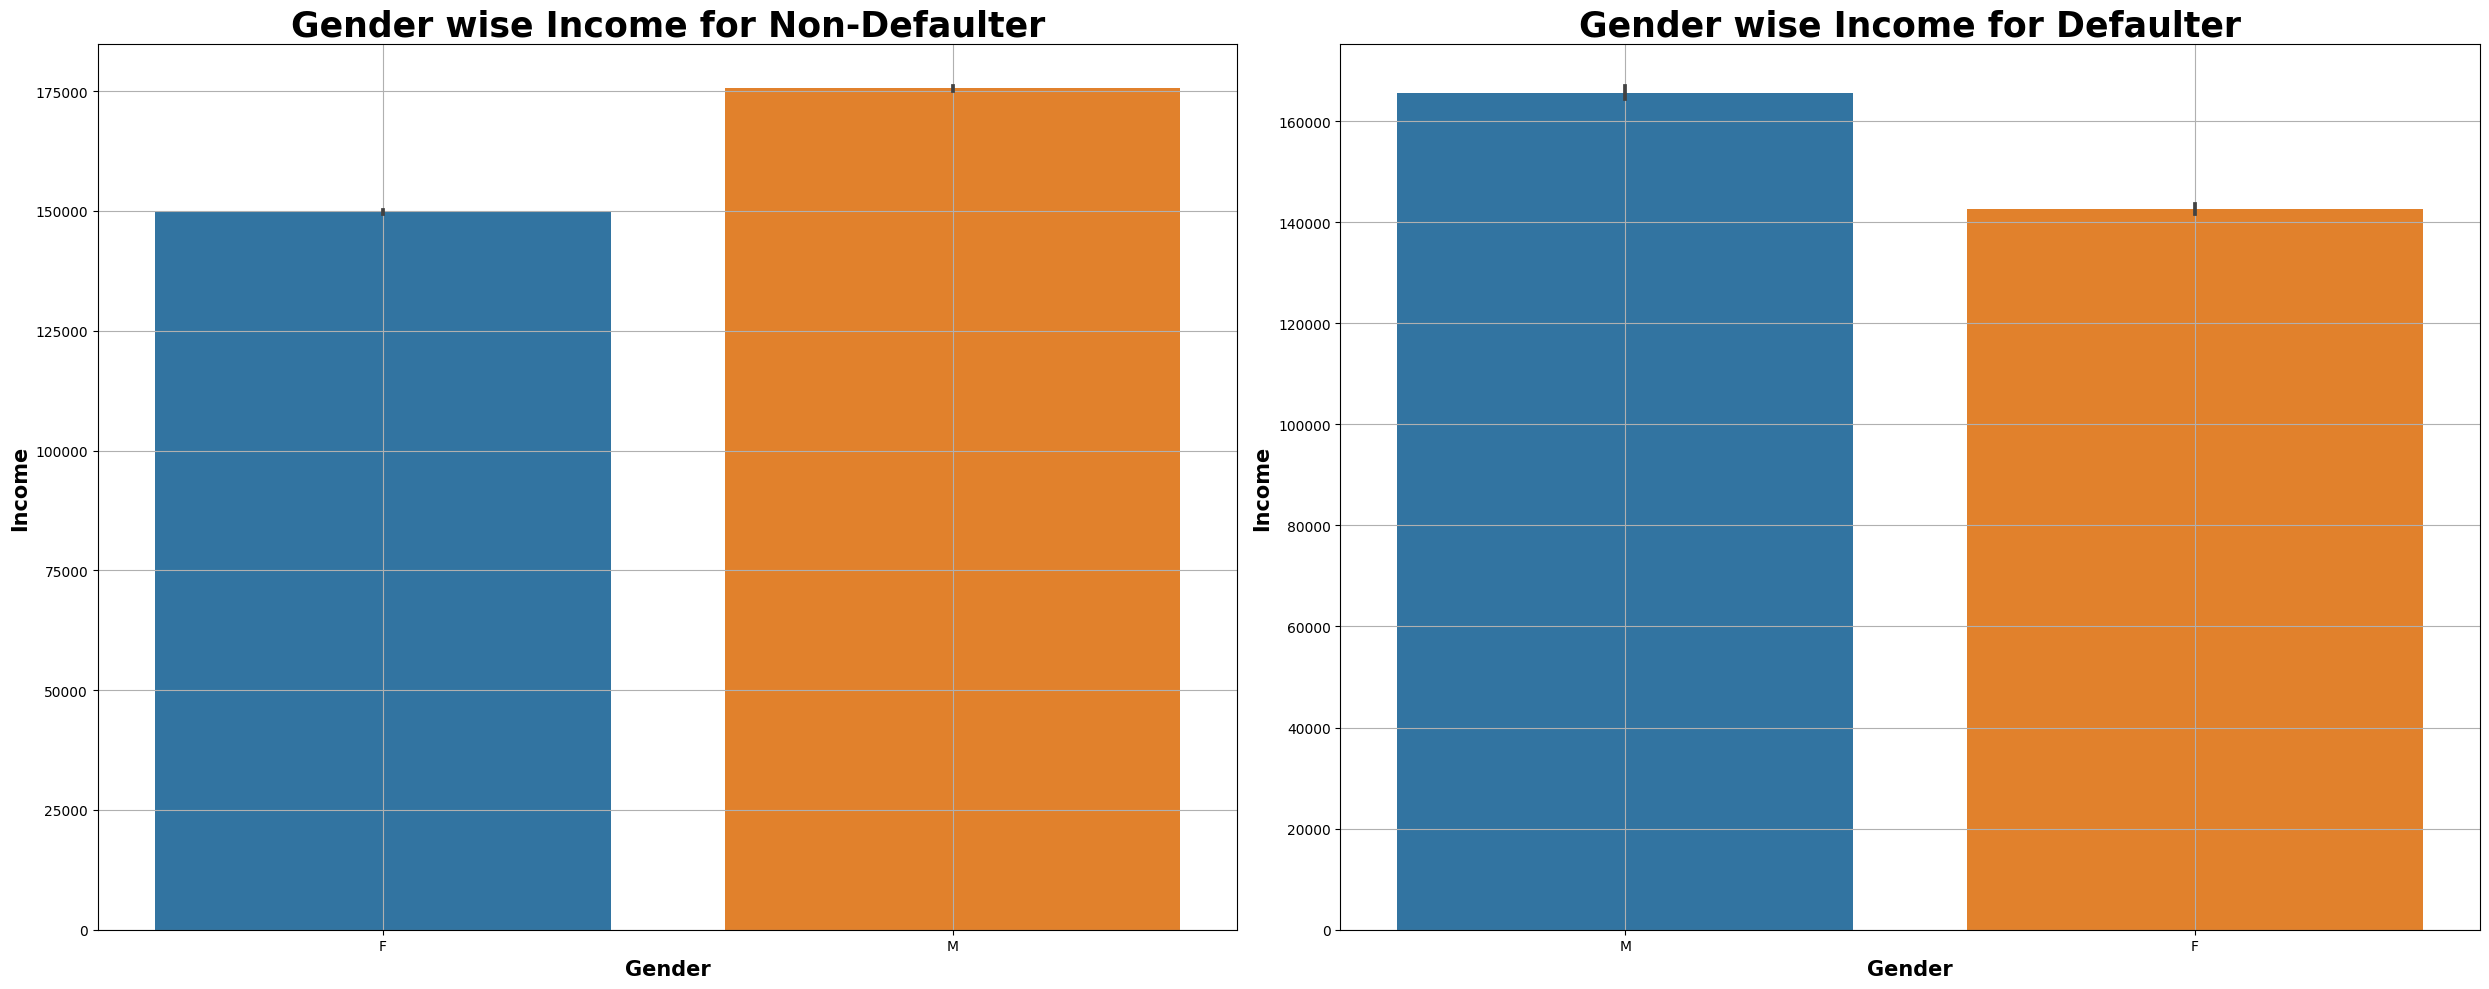 Gender wise Income for Non-Defaulter
175000
150000
125000
100000
75000
50000
25000
0
Income
F M
Gender
Gender wise Income for Defaulter
160000
140000
120000
100000
80000
60000
40000
20000
0
Income
M F
Gender